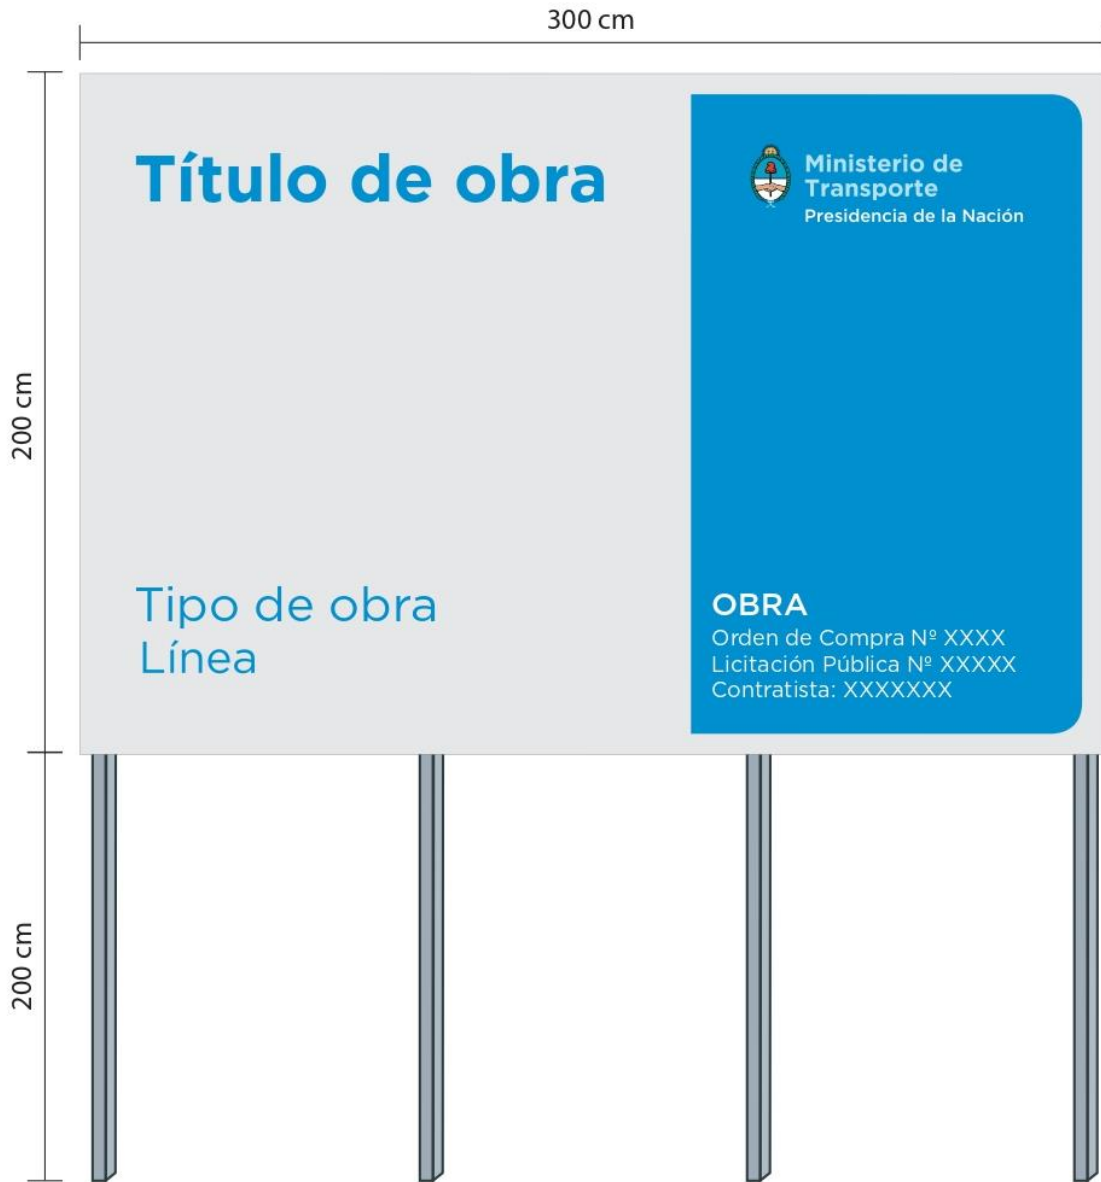 300 cm
200 cm
Título de obra
Ministerio de
Transporte
Presidencia de la Nación
Tipo de obra
Línea
OBRA
Orden de Compra Nº XXXX
Licitación Pública Nº XXXXX
Contratista: XXXXXXX
200 cm